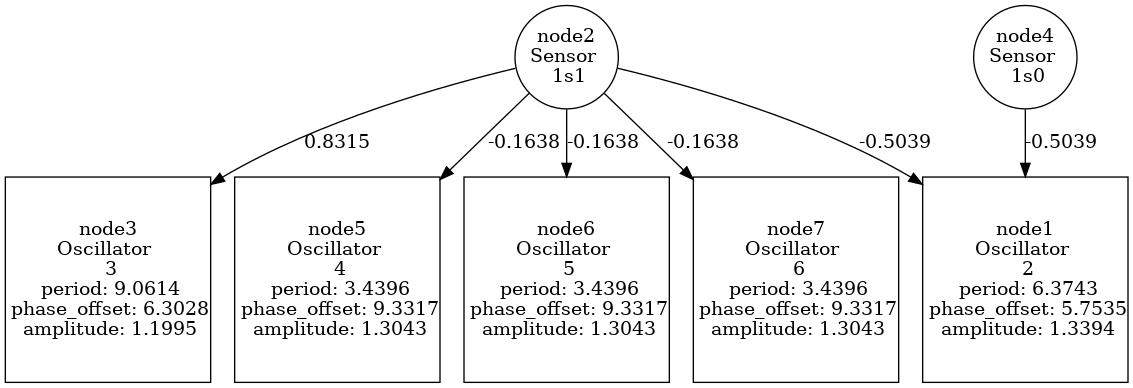 node2
Sensor
1s1
node4
Sensor
1s0
0.8315
-0.1638
-0.1638
-0.1638
-0.5039
-0.5039
node3
Oscillator
3
period: 9.0614
phase_offset: 6.3028
amplitude: 1.1995
node5
Oscillator
4
period: 3.4396
phase_offset: 9.3317
amplitude: 1.3043
node6
Oscillator
5
period: 3.4396
phase_offset: 9.3317
amplitude: 1.3043
node7
Oscillator
6
period: 3.4396
phase_offset: 9.3317
amplitude: 1.3043
node1
Oscillator
2
period: 6.3743
phase_offset: 5.7535
amplitude: 1.3394